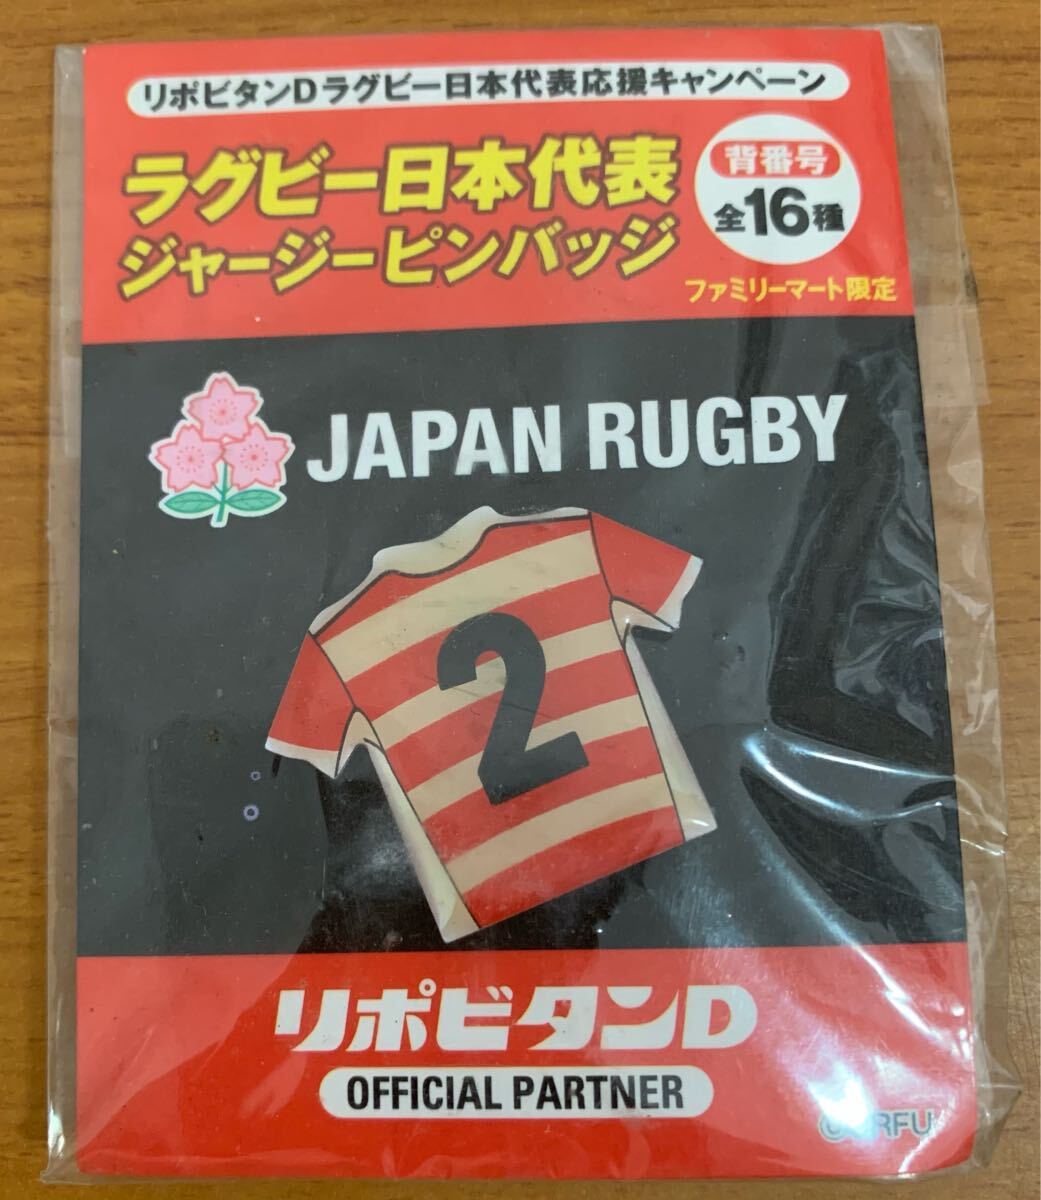 リポビタンDラグビー日本代表応援キャンペーン
ラグビー日本代表
ジャージーピンバッジ
背番号
全16種
ファミリーマート限定
JAPAN RUGBY
2
リポビタンD
OFFICIAL PARTNER